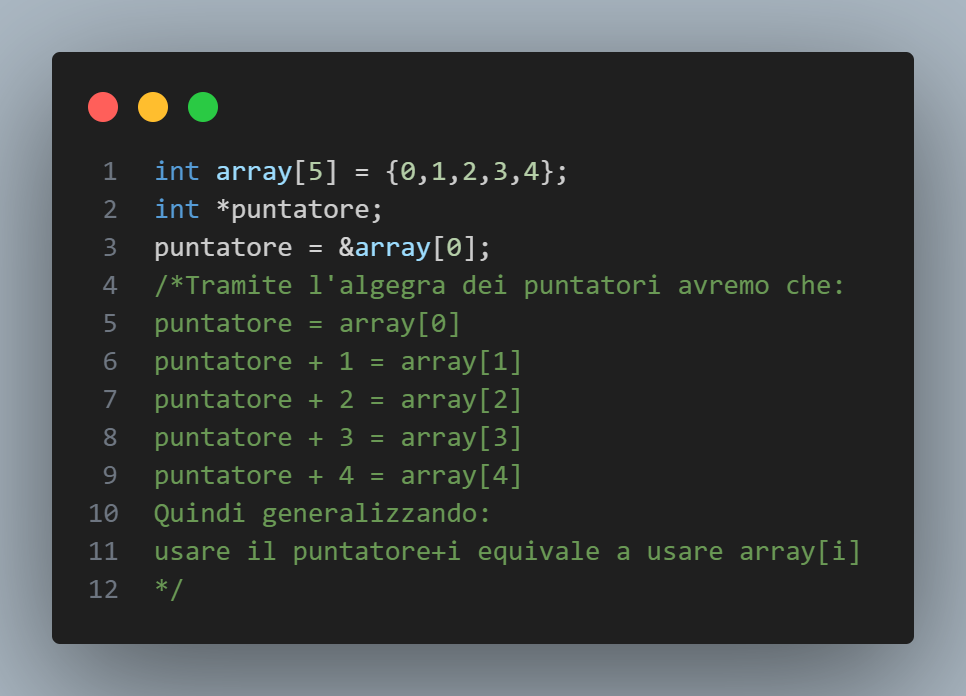 1 int array[5] = {0,1,2,3,4};
2 int *puntatore;
3 puntatore = &array[0];
4 /*Tramite l'algegra dei puntatori avremo che:
5 puntatore = array[0]
6 puntatore + 1 = array[1]
7 puntatore + 2 = array[2]
8 puntatore + 3 = array[3]
9 puntatore + 4 = array[4]
10 Quindi generalizzando:
11 usare il puntatore+i equivale a usare array[i]
12 */